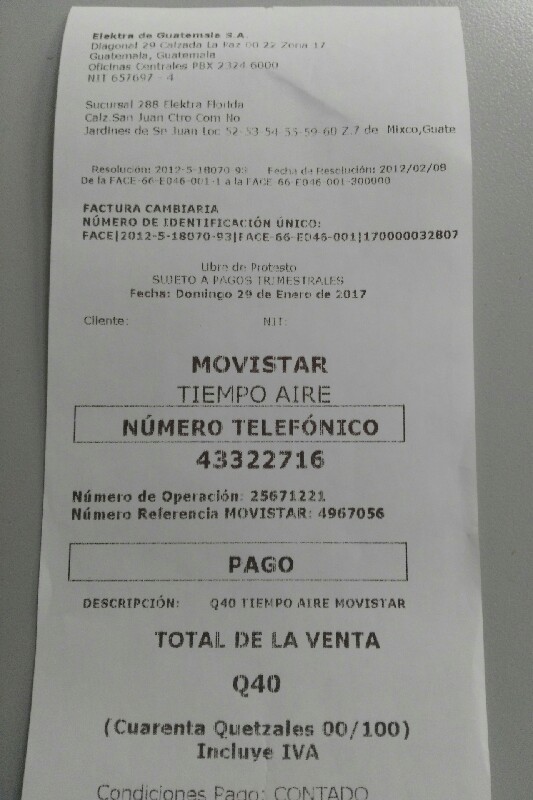 Elektra de Guatemala S.A.
Diagonal 29 Calzada La Paz 00-22 Zona 17
Guatemala, Guatemala
Oficinas Centrales PBX 2324 6000
NIT 657697 - 4
Sucursal 288 Elektra Florida
Calz.San Juan Ctro Com No
Jardines de Sn Juan Loc 52-53-54-55-59-60 Z.7 de Mixco,Guate
Resolución: 2012-5-18070-93 Fecha de Resolución: 2012/02/08
De la FACE-66-E046-001-1 a la FACE-66-E046-001-300000
FACTURA CAMBIARIA
NÚMERO DE IDENTIFICACIÓN ÚNICO:
FACE|2012-5-18070-93|FACE-66-E046-001|170000032807
Libre de Protesto
SUJETO A PAGOS TRIMESTRALES
Fecha: Domingo 29 de Enero de 2017
Cliente: NIT:
MOVISTAR
TIEMPO AIRE
NÚMERO TELEFÓNICO
43322716
Número de Operación: 25671221
Número Referencia MOVISTAR: 4967056
PAGO
DESCRIPCIÓN: Q40 TIEMPO AIRE MOVISTAR
TOTAL DE LA VENTA
Q40
(Cuarenta Quetzales 00/100)
Incluye IVA
Condiciones Pago: CONTADO